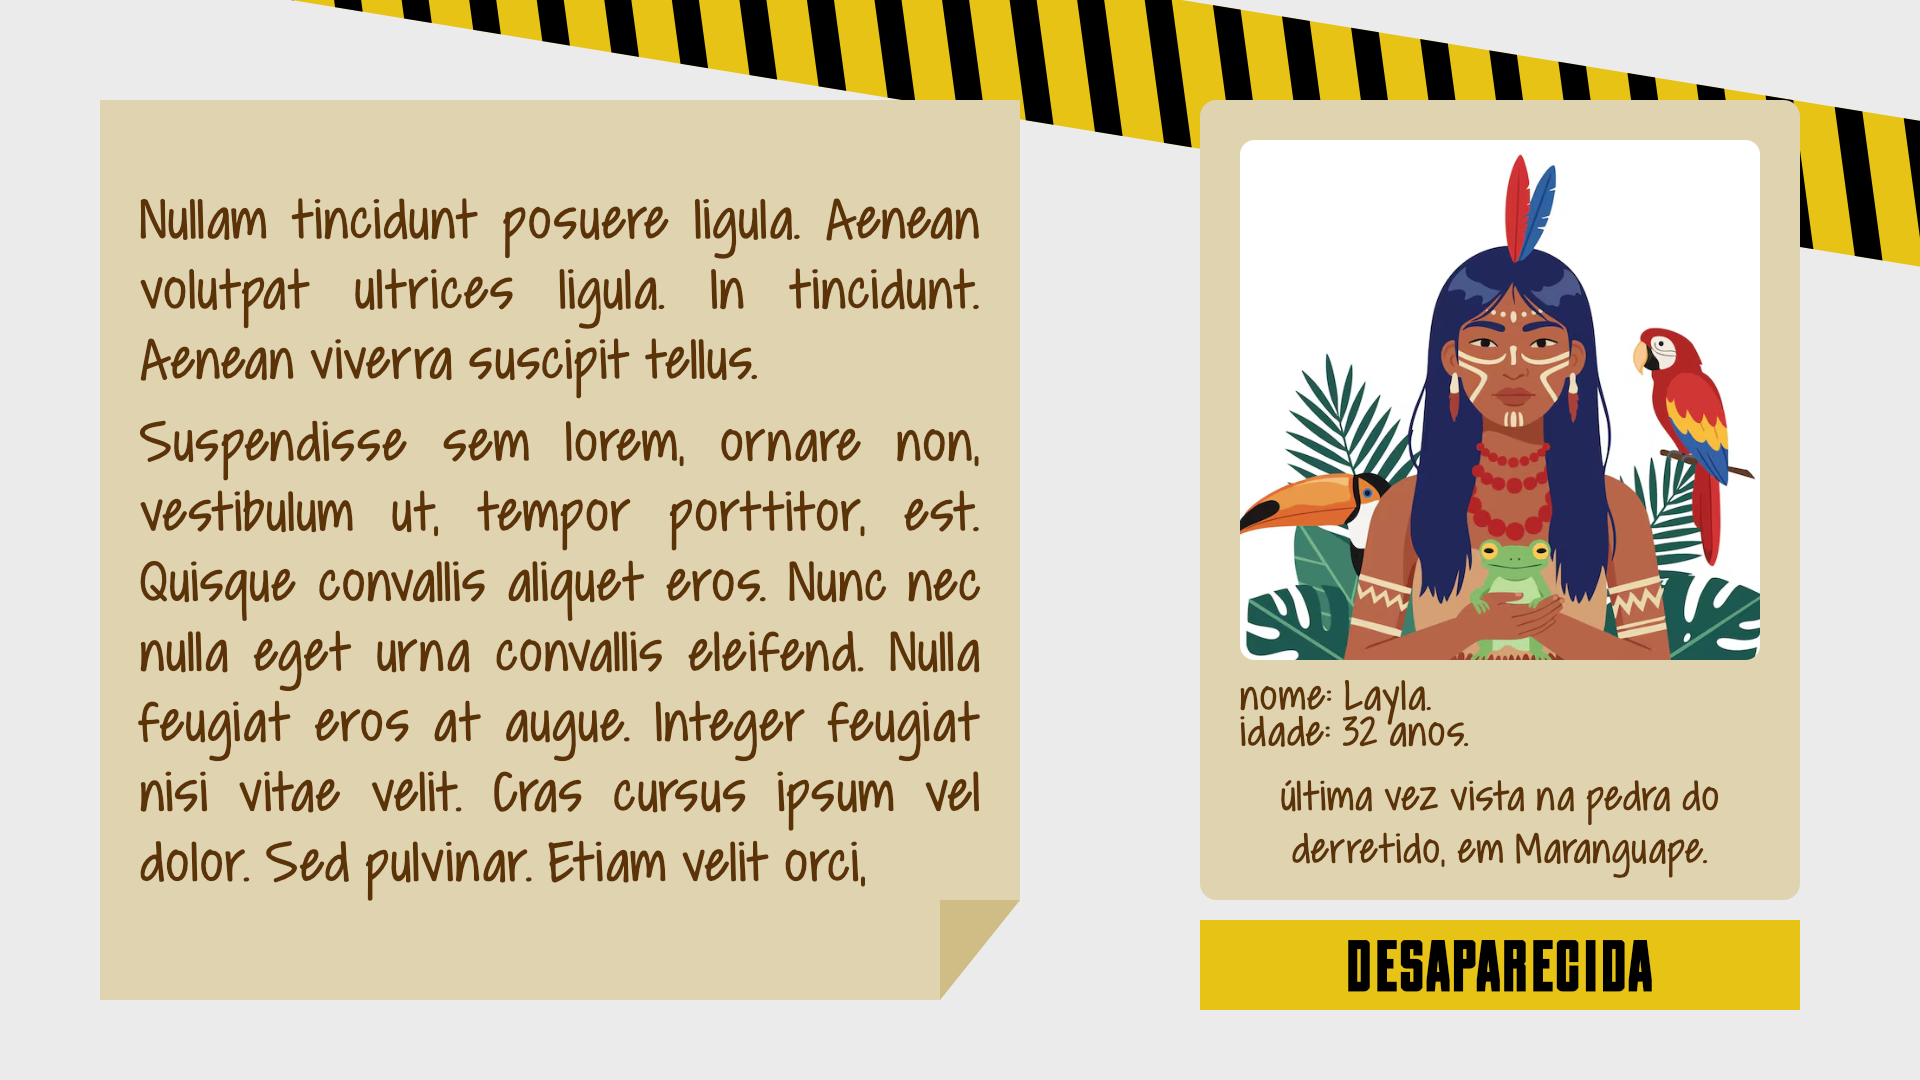 Nullam tincidunt posuere ligula. Aenean
volutpat ultrices ligula. In tincidunt.
Aenean viverra suscipit tellus.
Suspendisse sem lorem, ornare non,
vestibulum ut, tempor porttitor, est.
Quisque convallis aliquet eros. Nunc nec
nulla eget urna convallis eleifend. Nulla
feugiat eros at augue. Integer feugiat
nisi vitae velit. Cras cursus ipsum vel
dolor. Sed pulvinar. Etiam velit orci,
nome: Layla.
idade: 32 anos.
última vez vista na pedra do
derretido, em Maranguape.
DESAPARECIDA